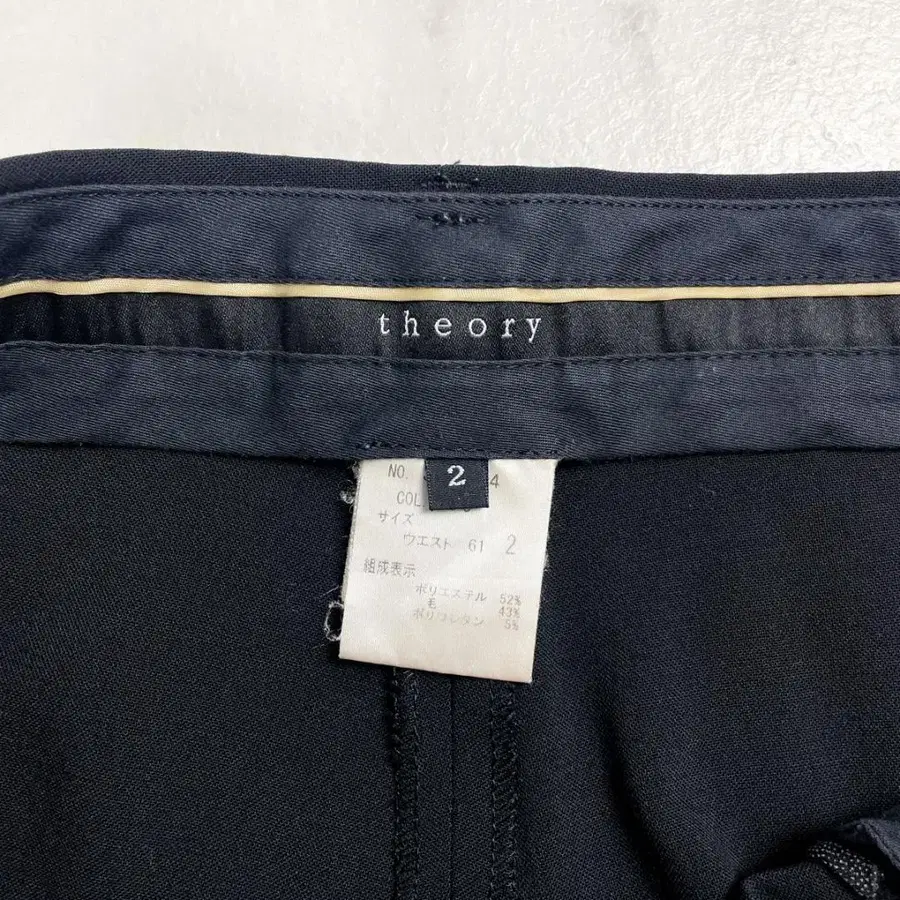 theory
2
NO. 4
COL
サイズ
ウエスト 61 2
組成表示
ポリエステル 52%
毛 43%
ポリウレタン 5%